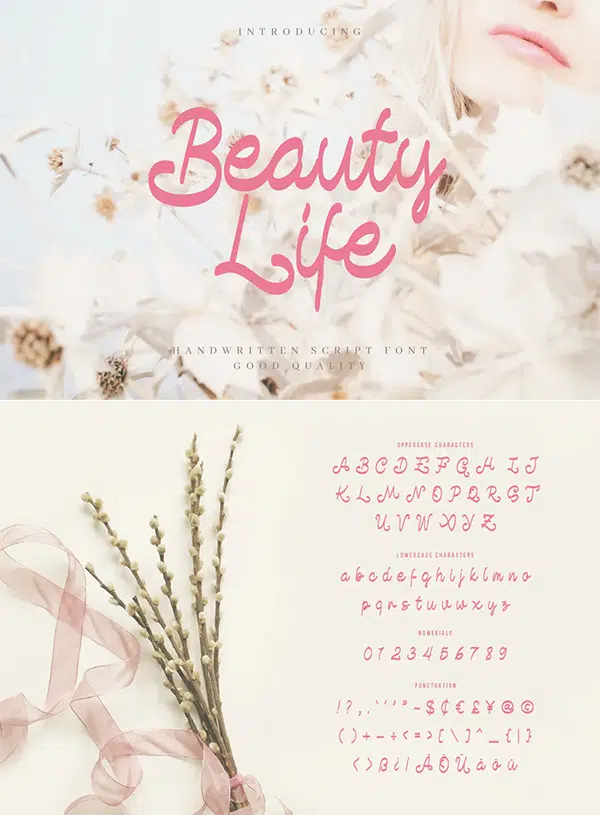 INTRODUCING
Beauty
Life
HANDWRITTEN SCRIPT FONT
GOOD QUALITY
UPPERCASE CHARACTERS
A B C D E F G H I J
K L M N O P Q R S T
U V W X Y Z
LOWERCASE CHARACTERS
a b c d e f g h i j k l m n o
p q r s t u v w x y z
NUMERALS
0 1 2 3 4 5 6 7 8 9
PUNCTUATION
! ? , . ‘ ’ ” ~ $ ₵ € £ ¥ @ ©
( ) + – ÷ < = > [ \ ] ^ _ { | }
< > ß ¿ ¡ Ä Ö Ü ä ö ü